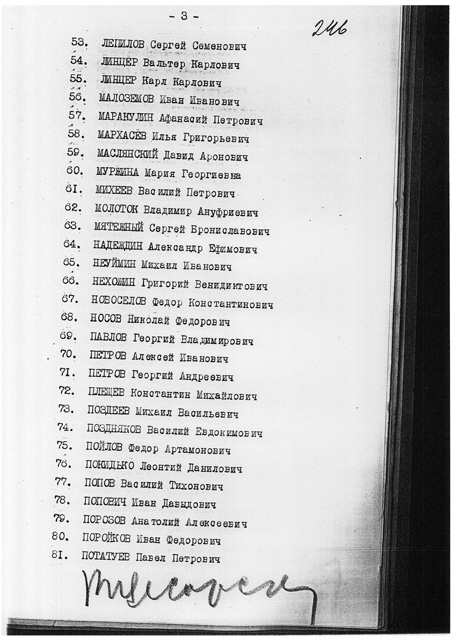 - 3 -
246
53. ЛЕПИЛОВ Сергей Семенович
54. ЛИНЦЕР Вальтер Карлович
55. ЛИНЦЕР Карл Карлович
56. МАЛОЗЕМОВ Иван Иванович
57. МАРАКУЛИН Афанасий Петрович
58. МАРХАСЕВ Илья Григорьевич
59. МАСЛЯНСКИЙ Давид Аронович
60. МУРЖИНА Мария Георгиевна
61. МИХЕЕВ Василий Петрович
62. МОЛОТОК Владимир Ануфриевич
63. МЯТЕЖНЫЙ Сергей Брониславович
64. НАДЕЖДИН Александр Ефимович
65. НЕУЙМИН Михаил Иванович
66. НЕХОЖИН Григорий Венидиктович
67. НОВОСЕЛОВ Федор Константинович
68. НОСОВ Николай Федорович
69. ПАВЛОВ Георгий Владимирович
70. ПЕТРОВ Алексей Иванович
71. ПЕТРОВ Георгий Андреевич
72. ПЛЕЩЕВ Константин Михайлович
73. ПОЗДЕЕВ Михаил Васильевич
74. ПОЗДНЯКОВ Василий Евдокимович
75. ПОЙЛОВ Федор Артамонович
76. ПОКИДЬКО Леонтий Данилович
77. ПОПОВ Василий Тихонович
78. ПОПОВИЧ Иван Давыдович
79. ПОРОЗОВ Анатолий Алексеевич
80. ПОРОЙКОВ Иван Федорович
81. ПОТАТУЕВ Павел Петрович